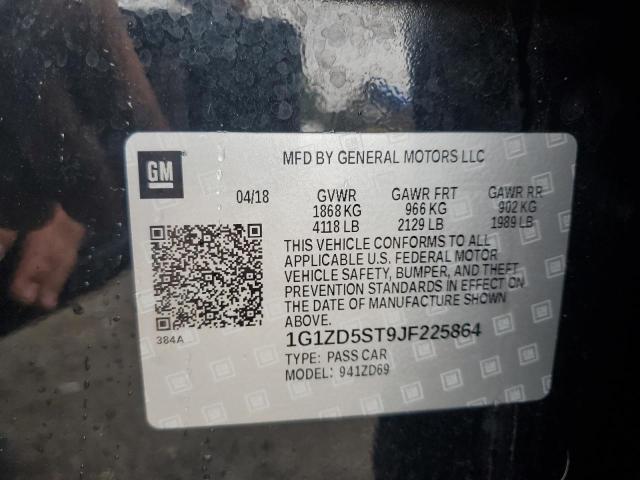 GM
MFD BY GENERAL MOTORS LLC
04/18 GVWR GAWR FRT GAWR RR
1868 KG 966 KG 902 KG
4118 LB 2129 LB 1989 LB
THIS VEHICLE CONFORMS TO ALL
APPLICABLE U.S. FEDERAL MOTOR
VEHICLE SAFETY, BUMPER, AND THEFT
PREVENTION STANDARDS IN EFFECT ON
THE DATE OF MANUFACTURE SHOWN
ABOVE.
384A
1G1ZD5ST9JF225864
TYPE: PASS CAR
MODEL: 941ZD69